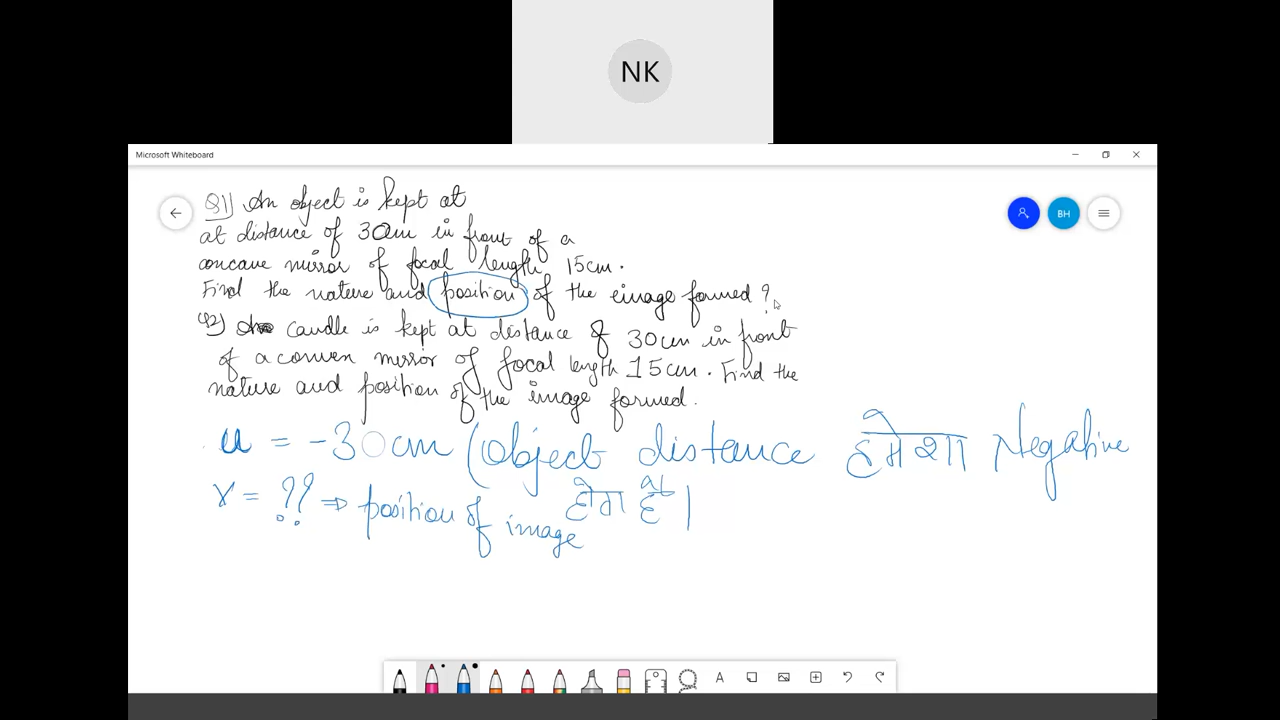 NK
Microsoft Whiteboard
Q1) An object is kept at
at distance of 30cm in front of a
concave mirror of focal length 15cm.
Find the nature and position of the image formed ?
Q2) A candle is kept at distance of 30cm in front
of a convex mirror of focal length 15cm. Find the
nature and position of the image formed.
BH
u = -30cm (object distance हमेशा Negative
होता है|
v = ?? ⇒ position of image
A